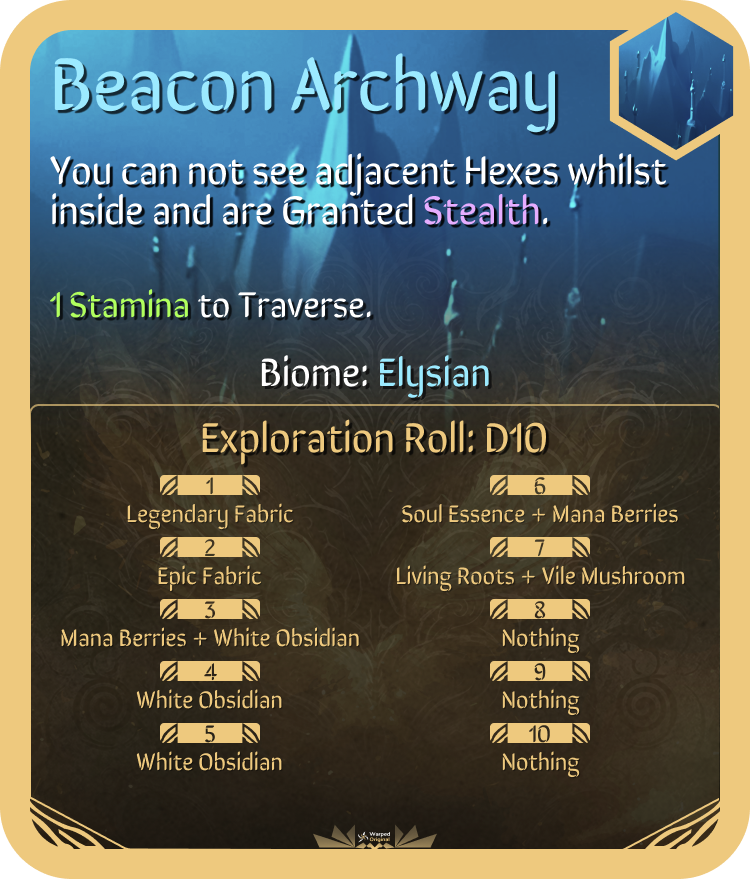 Beacon Archway
You can not see adjacent Hexes whilst
inside and are Granted Stealth.
1 Stamina to Traverse.
Biome: Elysian
Exploration Roll: D10
1
Legendary Fabric
2
Epic Fabric
3
Mana Berries + White Obsidian
4
White Obsidian
5
White Obsidian
6
Soul Essence + Mana Berries
7
Living Roots + Vile Mushroom
8
Nothing
9
Nothing
10
Nothing
Warped
Original